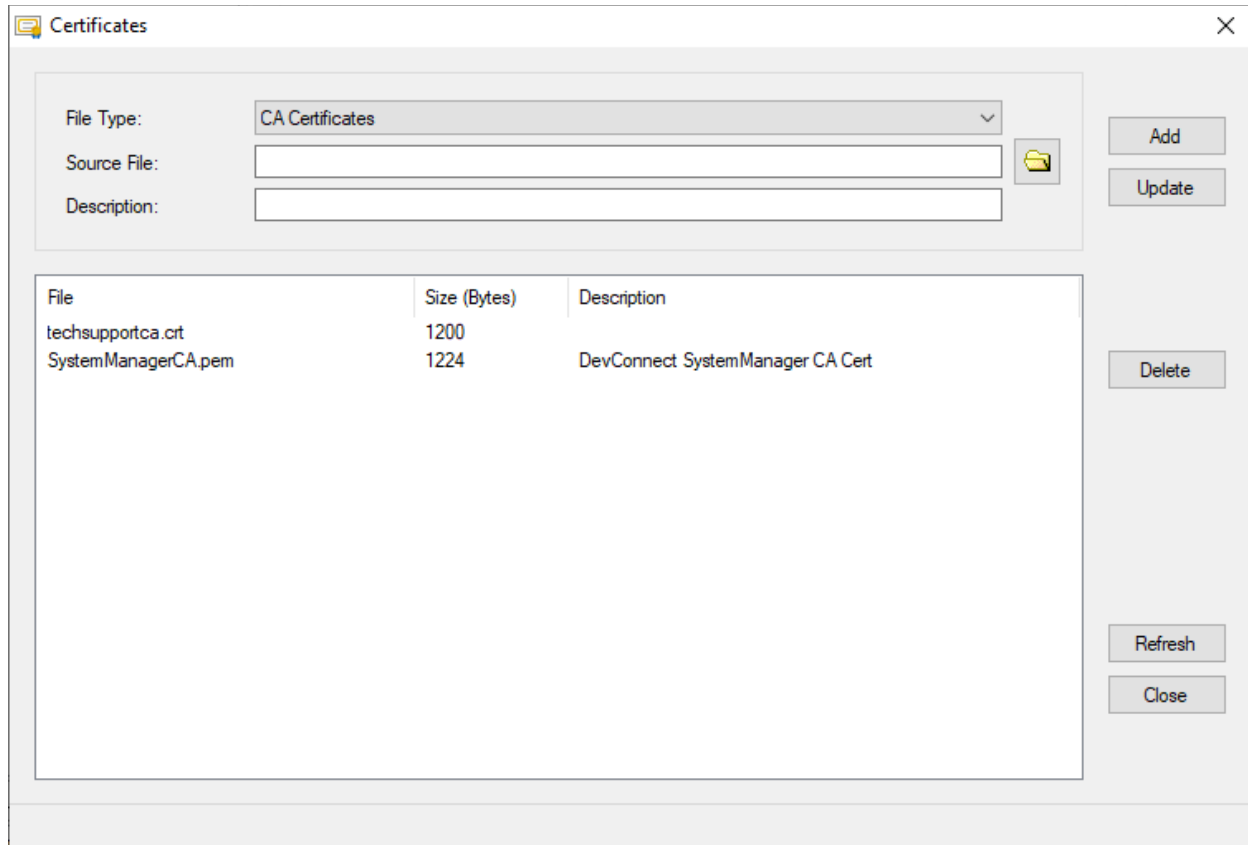 Certificates
File Type: CA Certificates
Add
Source File:
Update
Description:
File Size (Bytes) Description
techsupportca.crt 1200
SystemManagerCA.pem 1224 DevConnect SystemManager CA Cert
Delete
Refresh
Close